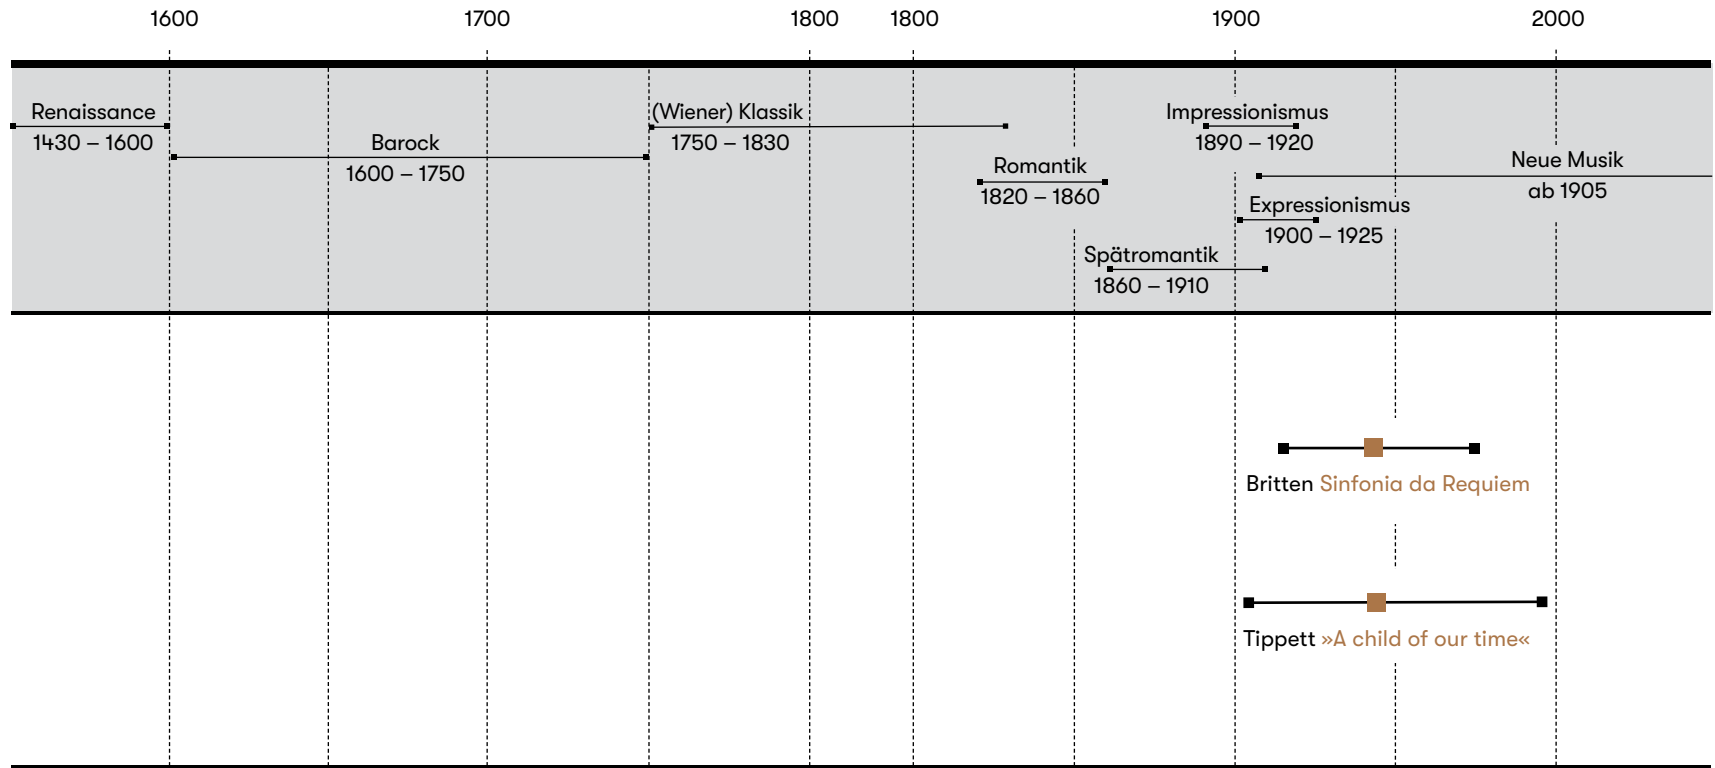 1600 1700 1800 1800 1900 2000
Renaissance
1430 – 1600
Barock
1600 – 1750
(Wiener) Klassik
1750 – 1830
Romantik
1820 – 1860
Spätromantik
1860 – 1910
Impressionismus
1890 – 1920
Expressionismus
1900 – 1925
Neue Musik
ab 1905
Britten Sinfonia da Requiem
Tippett »A child of our time«